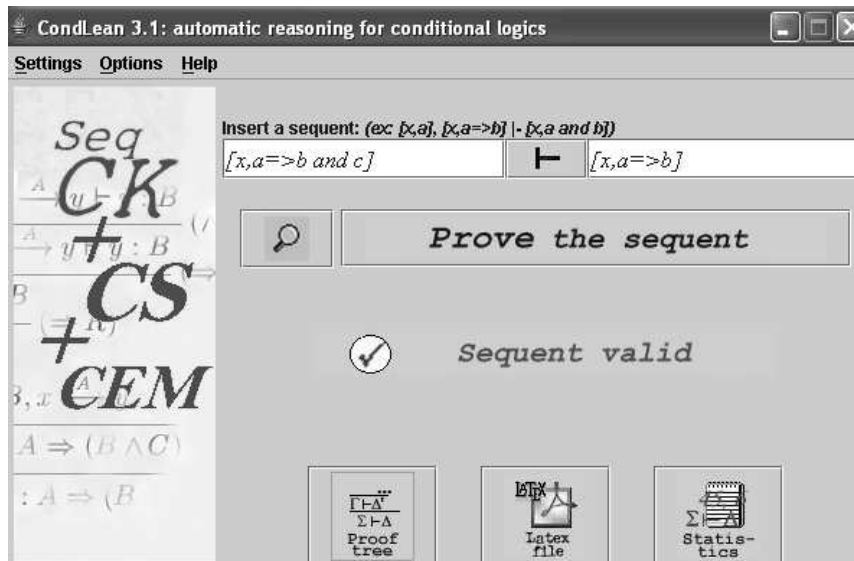 CondLean 3.1: automatic reasoning for conditional logics
Settings Options Help
Seq
CK
+
CS
+
CEM
A ⇒ (B ∧ C)
: A ⇒ (B
Insert a sequent: (ex: [x,a], [x,a=>b] |- [x,a and b])
[x,a=>b and c] ⊢ [x,a=>b]
Prove the sequent
Sequent valid
Γ⊢Δ'
Σ⊢Δ
Proof
tree
LATEX
Latex
file
Statis-
tics